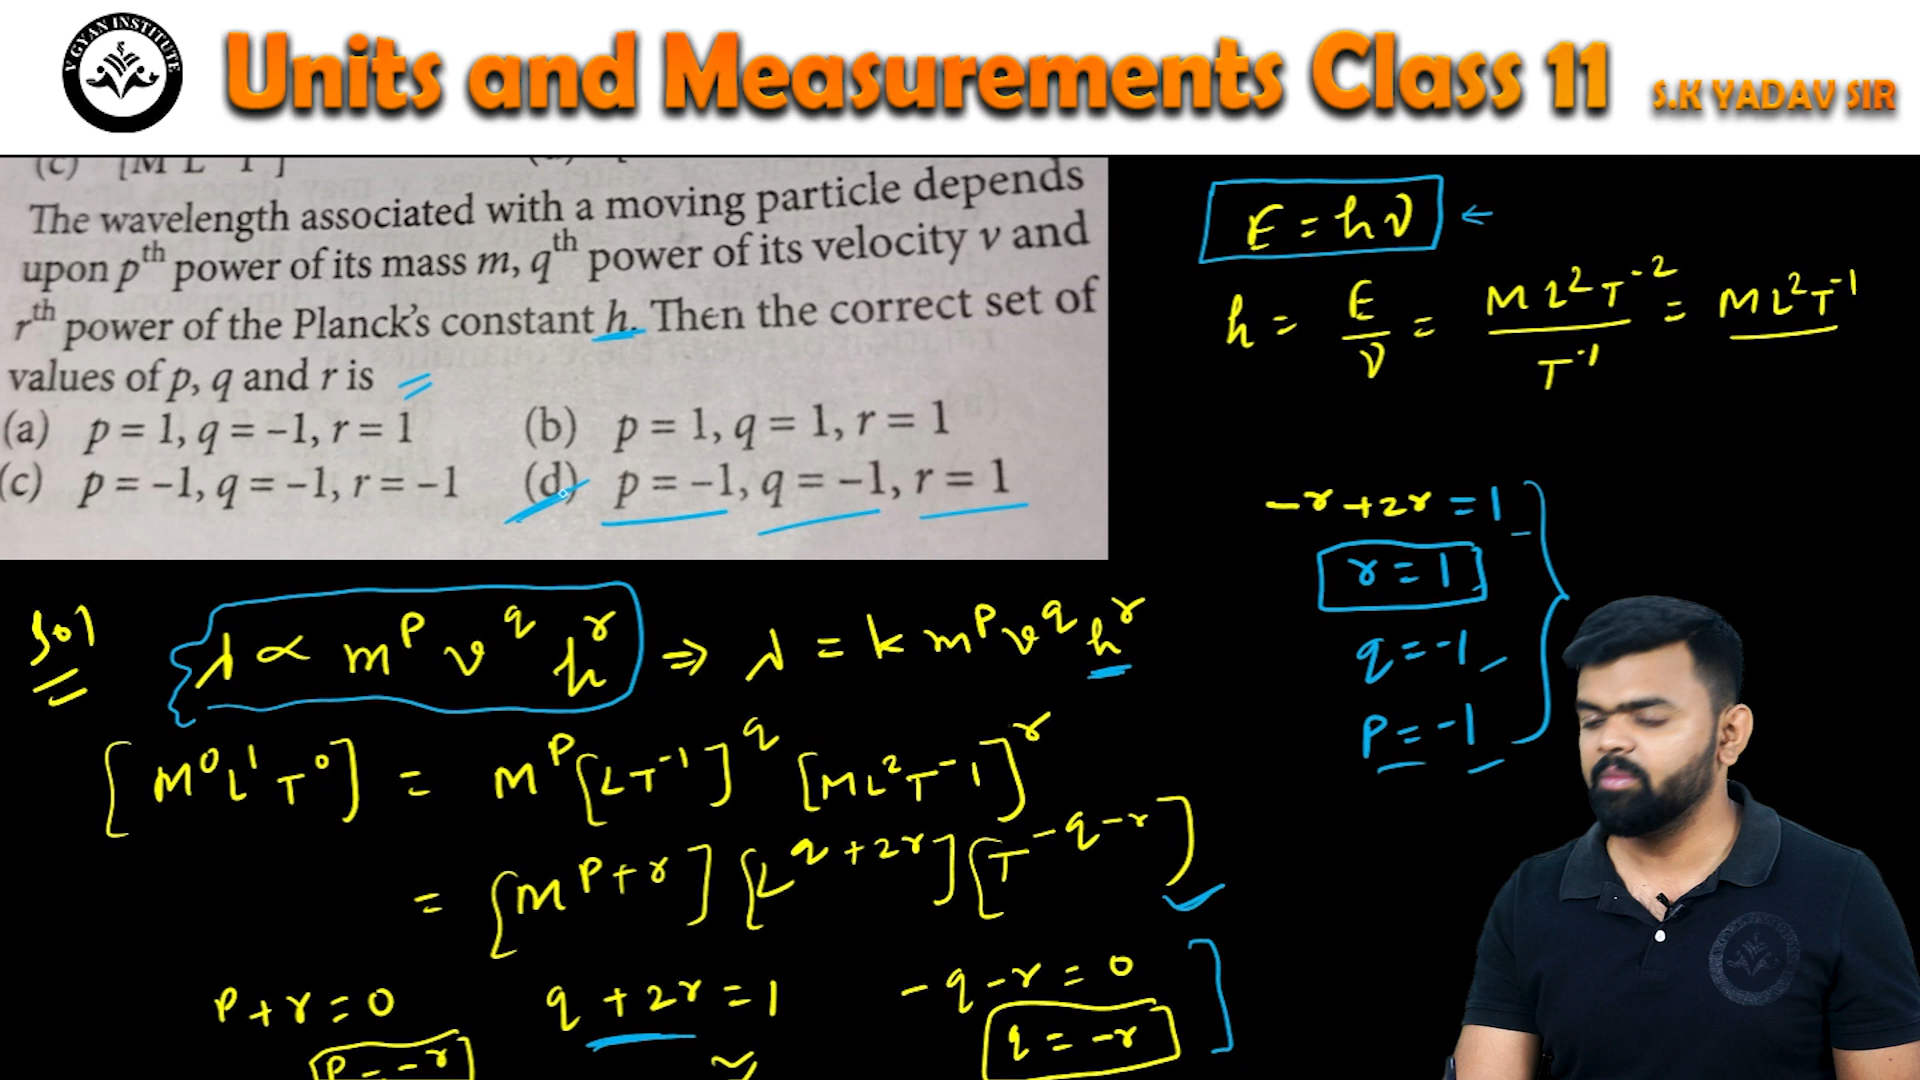 V GYAN INSTITUTE
Units and Measurements Class 11
S.K YADAV SIR
The wavelength associated with a moving particle depends
upon pᵗʰ power of its mass m, qᵗʰ power of its velocity v and
rᵗʰ power of the Planck's constant h. Then the correct set of
values of p, q and r is
(a) p = 1, q = −1, r = 1 (b) p = 1, q = 1, r = 1
(c) p = −1, q = −1, r = −1 (d) p = −1, q = −1, r = 1
E = hν
h = E/ν = ML²T⁻²/T⁻¹ = ML²T⁻¹
−r + 2r = 1
r = 1
q = −1
P = −1
Sol
λ ∝ m^p v^q h^r ⇒ λ = k m^p v^q h^r
[M⁰L¹T⁰] = M^p [LT⁻¹]^q [ML²T⁻¹]^r
= [M^(p+r)] [L^(q+2r)] [T^(−q−r)]
P + r = 0 q + 2r = 1 −q − r = 0
P = −r q = −r